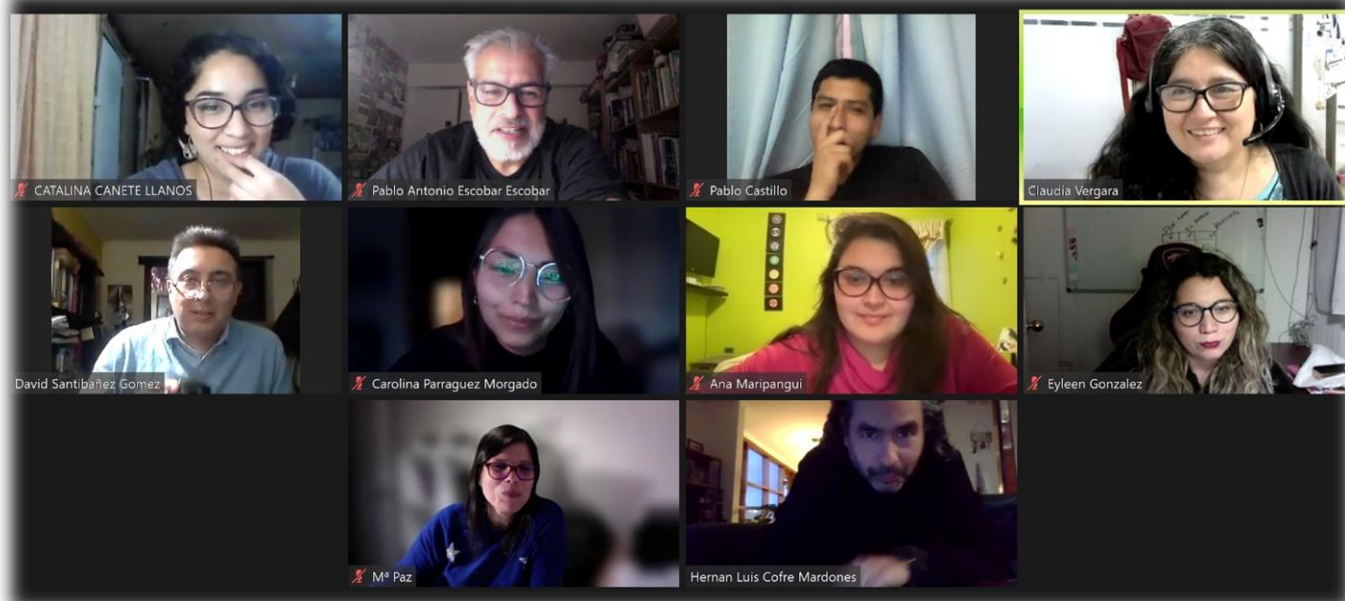 CATALINA CANETE LLANOS
Pablo Antonio Escobar Escobar
Pablo Castillo
Claudia Vergara
David Santibañez Gomez
Carolina Parraguez Morgado
Ana Maripangui
Eyleen Gonzalez
Mª Paz
Hernan Luis Cofre Mardones